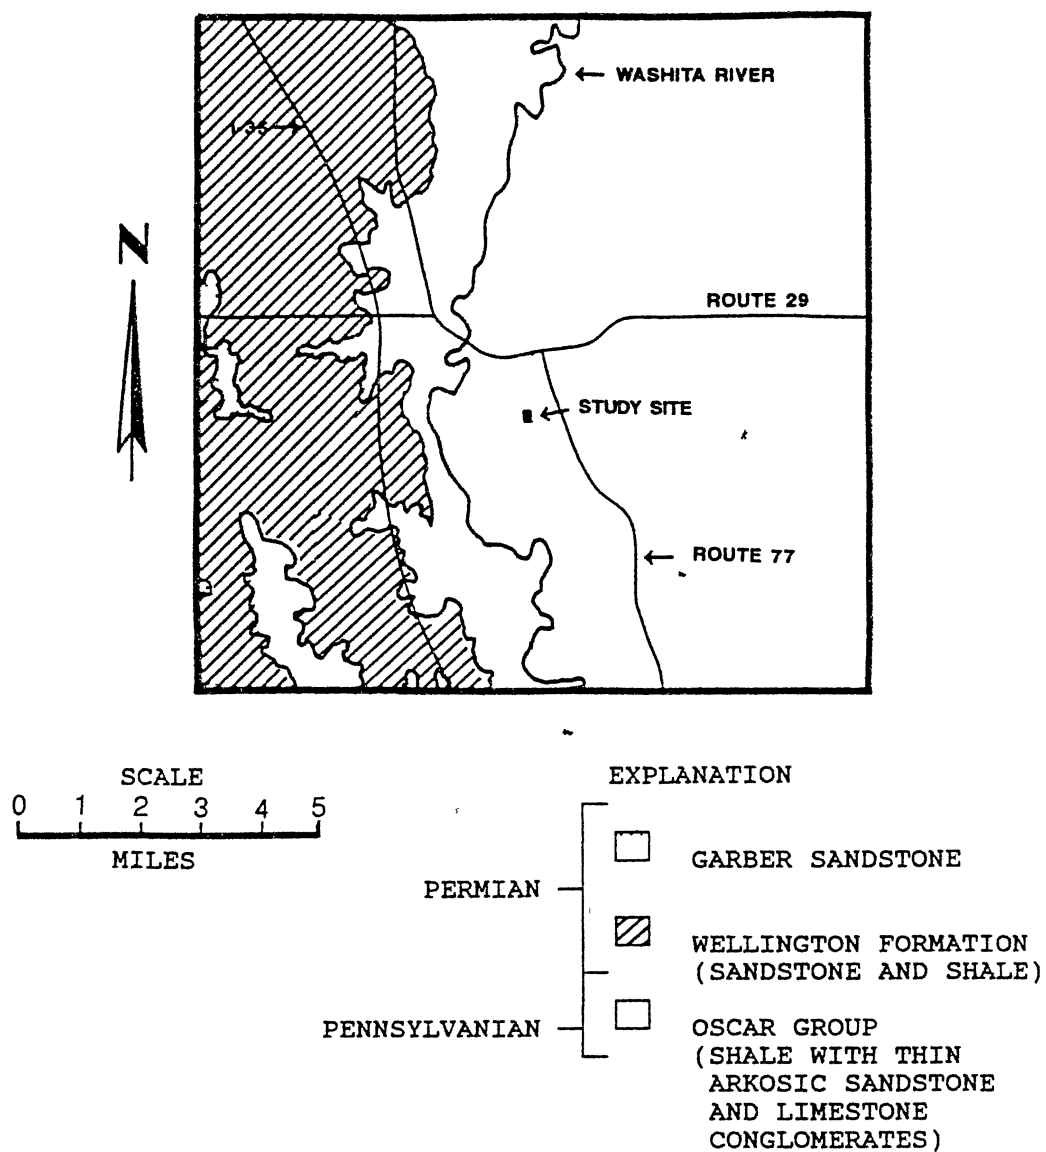 WASHITA RIVER
I-35
N
ROUTE 29
STUDY SITE
ROUTE 77
SCALE
0 1 2 3 4 5
MILES
EXPLANATION
GARBER SANDSTONE
PERMIAN
WELLINGTON FORMATION
(SANDSTONE AND SHALE)
PENNSYLVANIAN
OSCAR GROUP
(SHALE WITH THIN
ARKOSIC SANDSTONE
AND LIMESTONE
CONGLOMERATES)